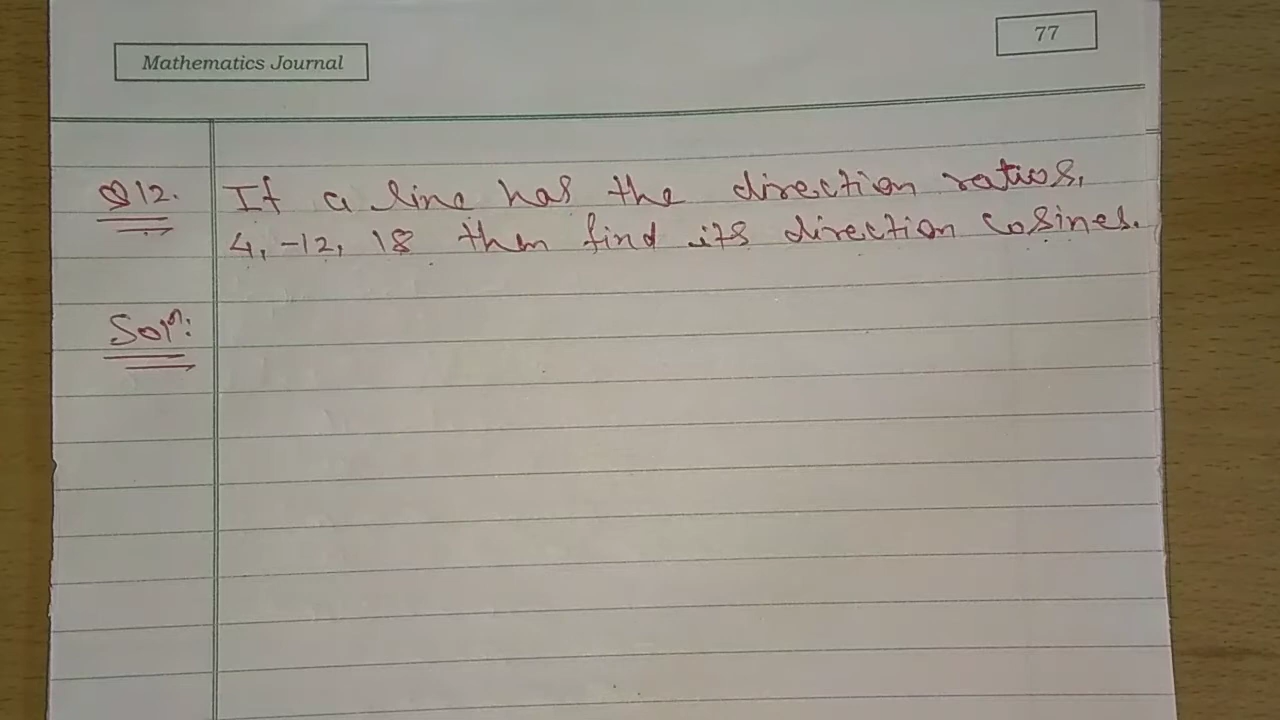 77
Mathematics Journal
Q12. If a line has the direction ratios,
4, -12, 18 then find its direction cosines.
Solⁿ: